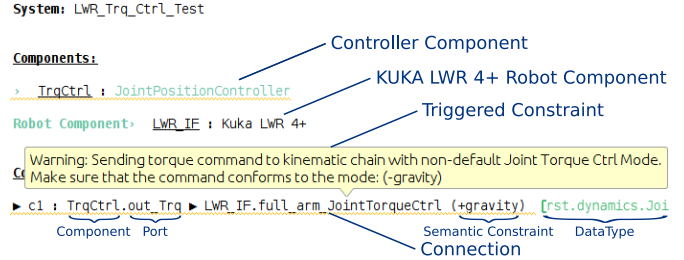 System: LWR_Trq_Ctrl_Test
Controller Component
Components:
KUKA LWR 4+ Robot Component
› TrqCtrl : JointPositionController
Triggered Constraint
Robot Component› LWR_IF : Kuka LWR 4+
Warning: Sending torque command to kinematic chain with non-default Joint Torque Ctrl Mode.
Co
Make sure that the command conforms to the mode: (-gravity)
▶ c1 : TrqCtrl.out_Trq ▶ LWR_IF.full_arm_JointTorqueCtrl (+gravity) [rst.dynamics.Joi
Component Port Semantic Constraint DataType
Connection